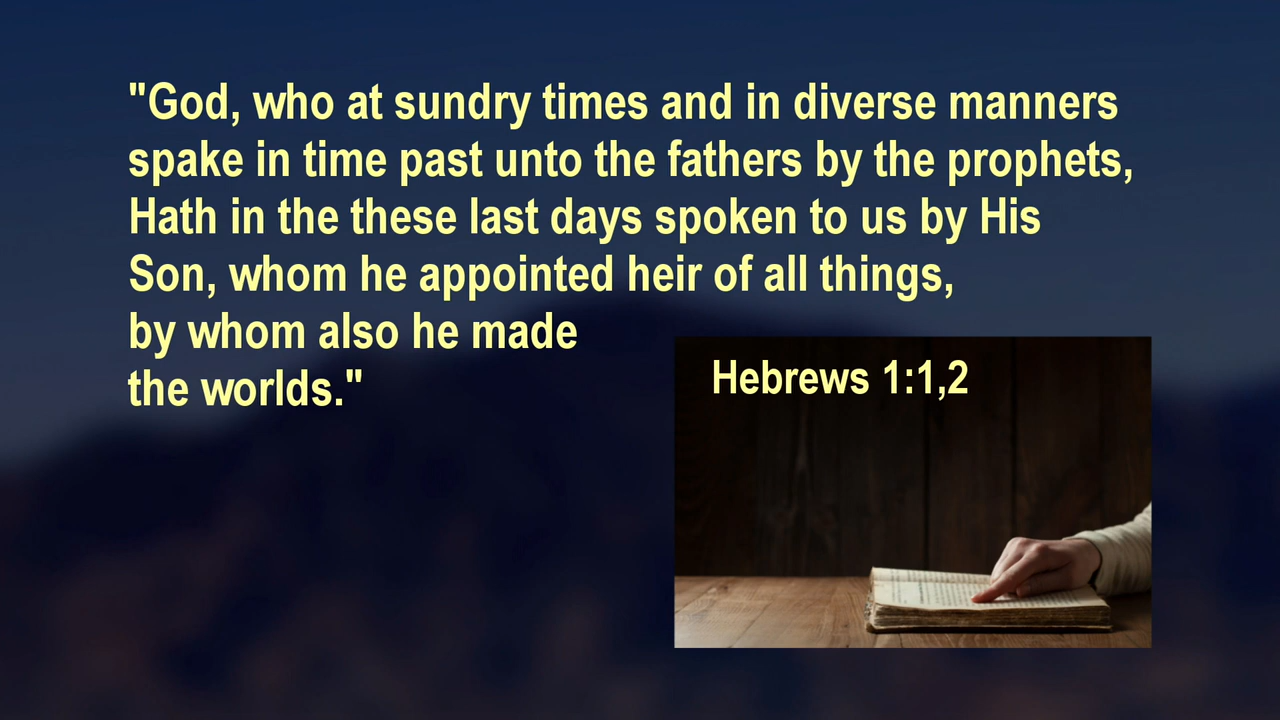 "God, who at sundry times and in diverse manners
spake in time past unto the fathers by the prophets,
Hath in the these last days spoken to us by His
Son, whom he appointed heir of all things,
by whom also he made
the worlds."
Hebrews 1:1,2